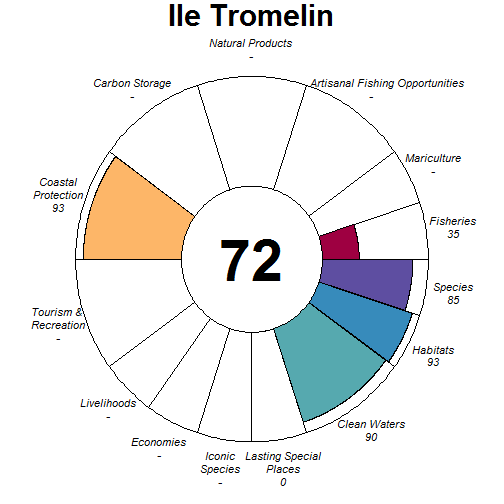 Ile Tromelin
Natural Products
-
Carbon Storage
-
Artisanal Fishing Opportunities
-
Mariculture
-
Coastal
Protection
93
Fisheries
35
72
Species
85
Tourism &
Recreation
-
Habitats
93
Livelihoods
-
Clean Waters
90
Economies
-
Iconic
Species
-
Lasting Special
Places
0